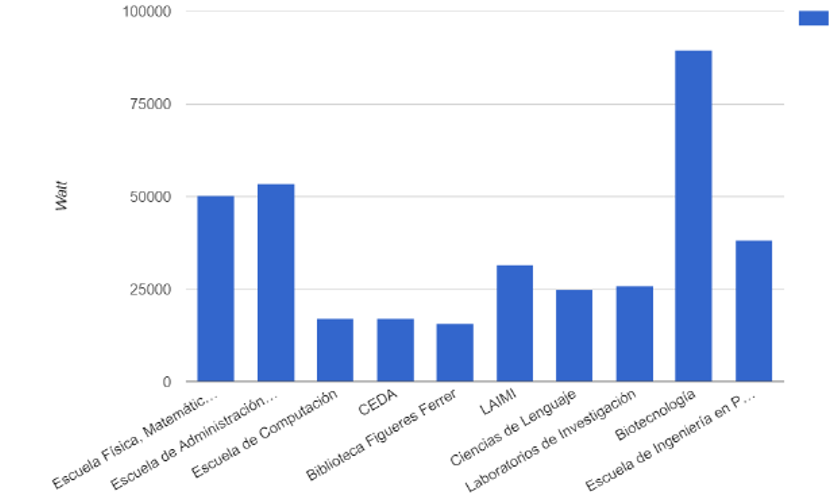 100000
75000
50000
25000
0
Watt
Escuela Física, Matemátic...
Escuela de Administración...
Escuela de Computación
CEDA
Biblioteca Figueres Ferrer
LAIMI
Ciencias de Lenguaje
Laboratorios de Investigación
Biotecnología
Escuela de Ingeniería en P...